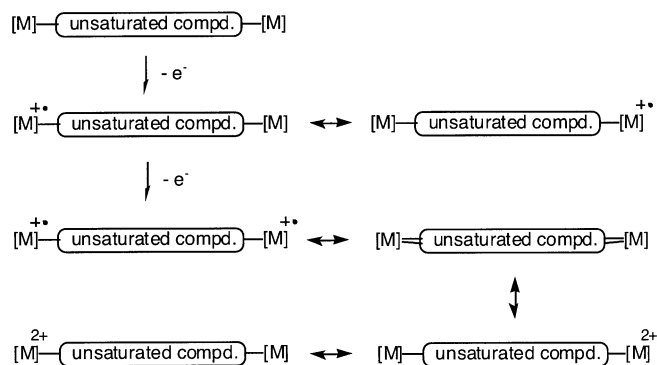 [M]—unsaturated compd.—[M]
- e-
[M]+•—unsaturated compd.—[M] ↔ [M]—unsaturated compd.—[M]+•
- e-
[M]+•—unsaturated compd.—[M]+• ↔ [M]=unsaturated compd.=[M]
[M]2+—unsaturated compd.—[M] ↔ [M]—unsaturated compd.—[M]2+